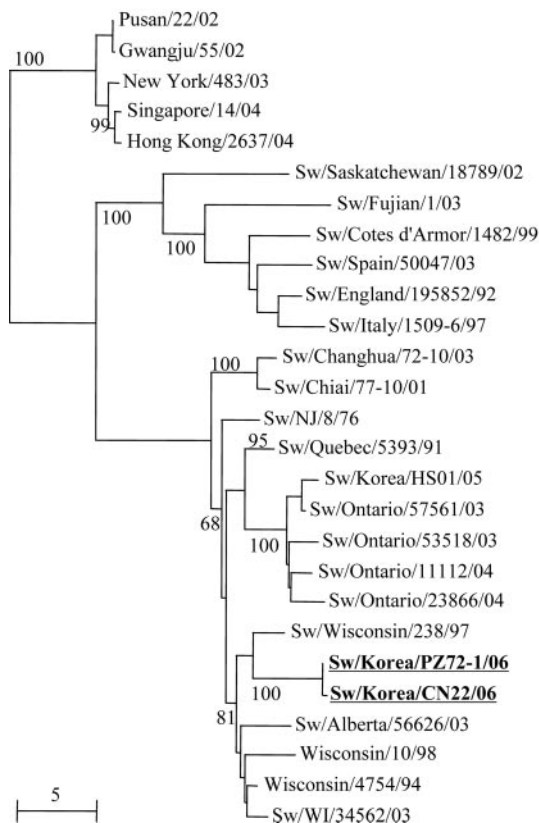 Pusan/22/02
Gwangju/55/02
100
New York/483/03
Singapore/14/04
99
Hong Kong/2637/04
Sw/Saskatchewan/18789/02
Sw/Fujian/1/03
100
Sw/Cotes d'Armor/1482/99
100
Sw/Spain/50047/03
Sw/England/195852/92
Sw/Italy/1509-6/97
Sw/Changhua/72-10/03
100
Sw/Chiai/77-10/01
Sw/NJ/8/76
95
Sw/Quebec/5393/91
Sw/Korea/HS01/05
Sw/Ontario/57561/03
68
Sw/Ontario/53518/03
100
Sw/Ontario/11112/04
Sw/Ontario/23866/04
Sw/Wisconsin/238/97
Sw/Korea/PZ72-1/06
Sw/Korea/CN22/06
100
81
Sw/Alberta/56626/03
Wisconsin/10/98
Wisconsin/4754/94
5
Sw/WI/34562/03